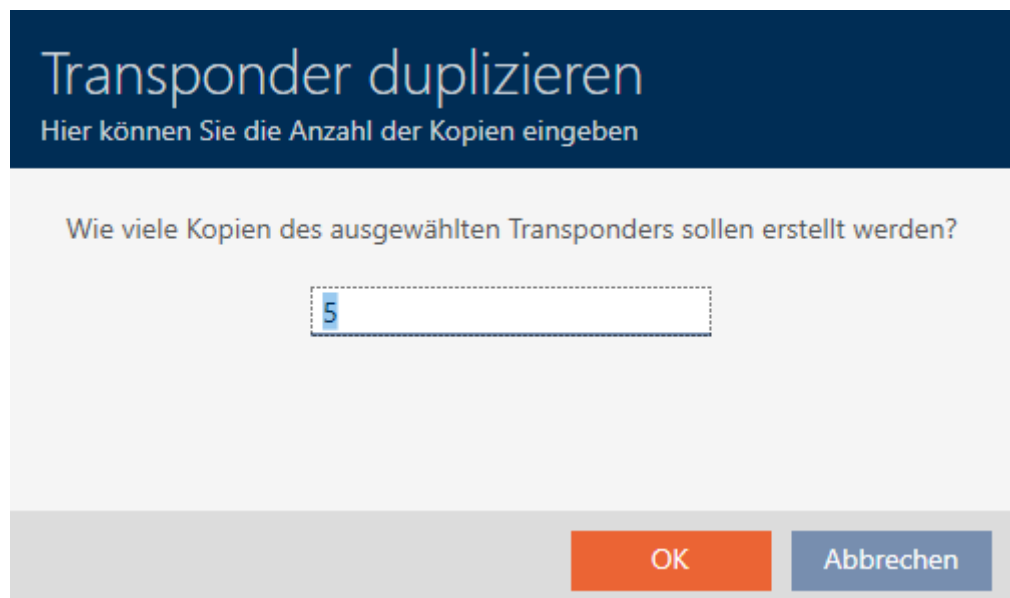 Transponder duplizieren
Hier können Sie die Anzahl der Kopien eingeben
Wie viele Kopien des ausgewählten Transponders sollen erstellt werden?
5
OK
Abbrechen